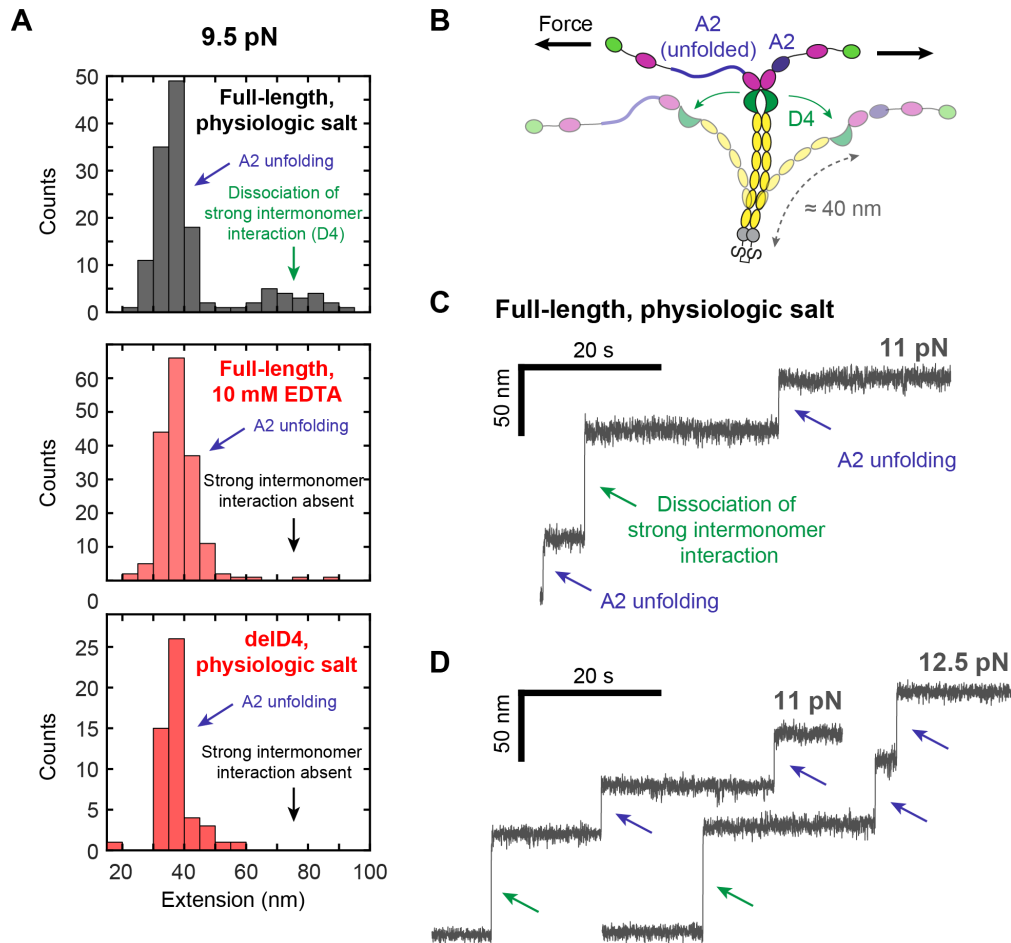 A
9.5 pN
50
40
30
20
10
0
Counts
Full-length,
physiologic salt
A2 unfolding
Dissociation of
strong intermonomer
interaction (D4)
60
50
40
30
20
10
0
Counts
Full-length,
10 mM EDTA
A2 unfolding
Strong intermonomer
interaction absent
25
20
15
10
5
0
Counts
delD4,
physiologic salt
A2 unfolding
Strong intermonomer
interaction absent
20 40 60 80 100
Extension (nm)
B
Force
A2
(unfolded)
A2
D4
≈ 40 nm
S
S
C
Full-length, physiologic salt
20 s
50 nm
11 pN
A2 unfolding
Dissociation of
strong intermonomer
interaction
A2 unfolding
D
20 s
50 nm
11 pN
12.5 pN